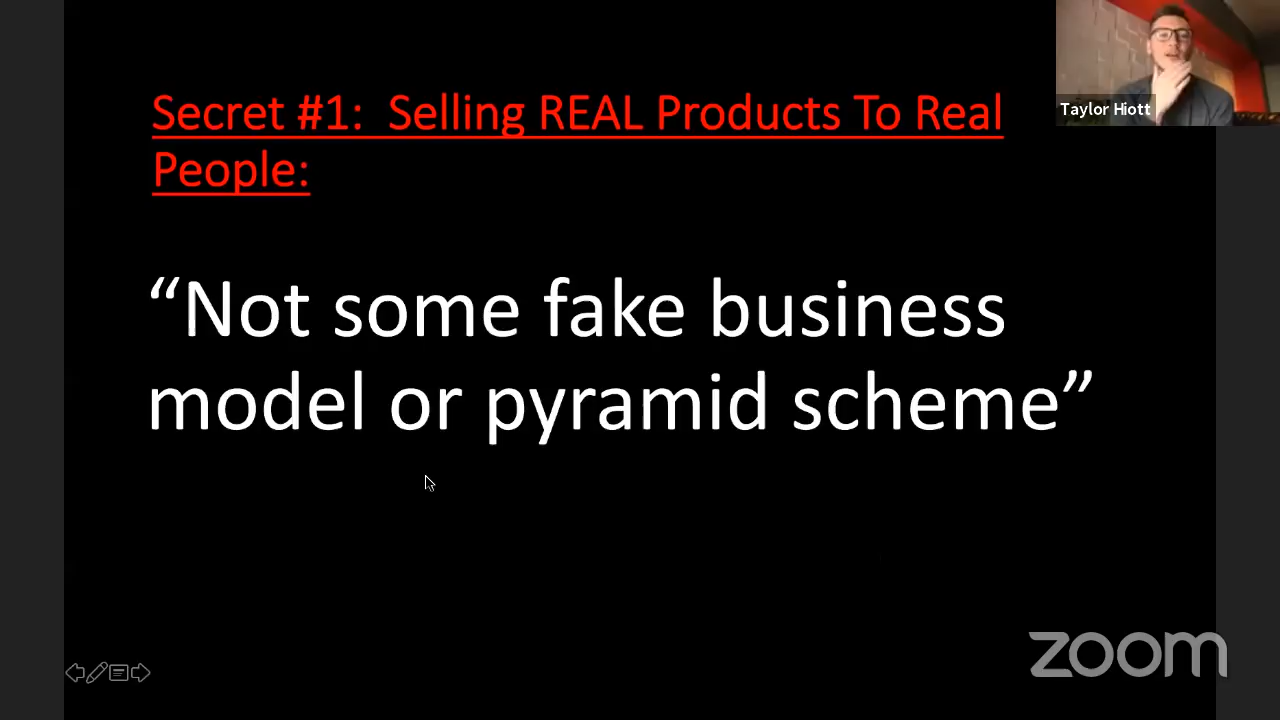 Secret #1:  Selling REAL Products To Real
People:
Taylor Hiott
“Not some fake business
model or pyramid scheme”
zoom